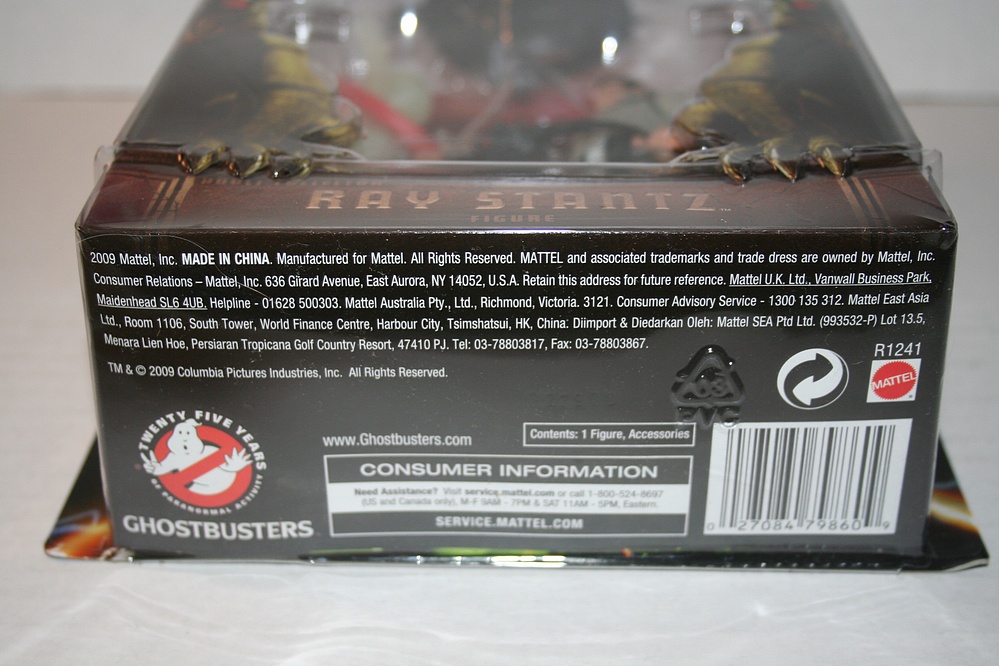 RAY STANTZ™
FIGURE
2009 Mattel, Inc. MADE IN CHINA. Manufactured for Mattel. All Rights Reserved. MATTEL and associated trademarks and trade dress are owned by Mattel, Inc.
Consumer Relations – Mattel, Inc. 636 Girard Avenue, East Aurora, NY 14052, U.S.A. Retain this address for future reference. Mattel U.K. Ltd., Vanwall Business Park,
Maidenhead SL6 4UB. Helpline - 01628 500303. Mattel Australia Pty., Ltd., Richmond, Victoria. 3121. Consumer Advisory Service - 1300 135 312. Mattel East Asia
Ltd., Room 1106, South Tower, World Finance Centre, Harbour City, Tsimshatsui, HK, China. Diimport & Diedarkan Oleh: Mattel SEA Ptd Ltd. (993532-P) Lot 13.5,
Menara Lien Hoe, Persiaran Tropicana Golf Country Resort, 47410 PJ. Tel: 03-78803817, Fax: 03-78803867.
TM & © 2009 Columbia Pictures Industries, Inc. All Rights Reserved.
R1241
MATTEL
03
PVC
TWENTY FIVE YEARS
OF PARANORMAL ACTIVITY
GHOSTBUSTERS
www.Ghostbusters.com
Contents: 1 Figure, Accessories
CONSUMER INFORMATION
Need Assistance? Visit service.mattel.com or call 1-800-524-8697
(US and Canada only), M-F 9AM - 7PM & SAT 11AM - 5PM, Eastern.
SERVICE.MATTEL.COM
0 27084 79860 9